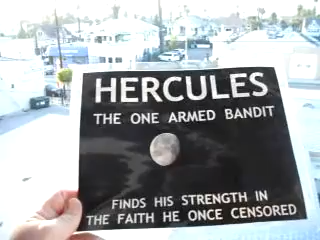 HERCULES
THE ONE ARMED BANDIT
FINDS HIS STRENGTH IN
THE FAITH HE ONCE CENSORED